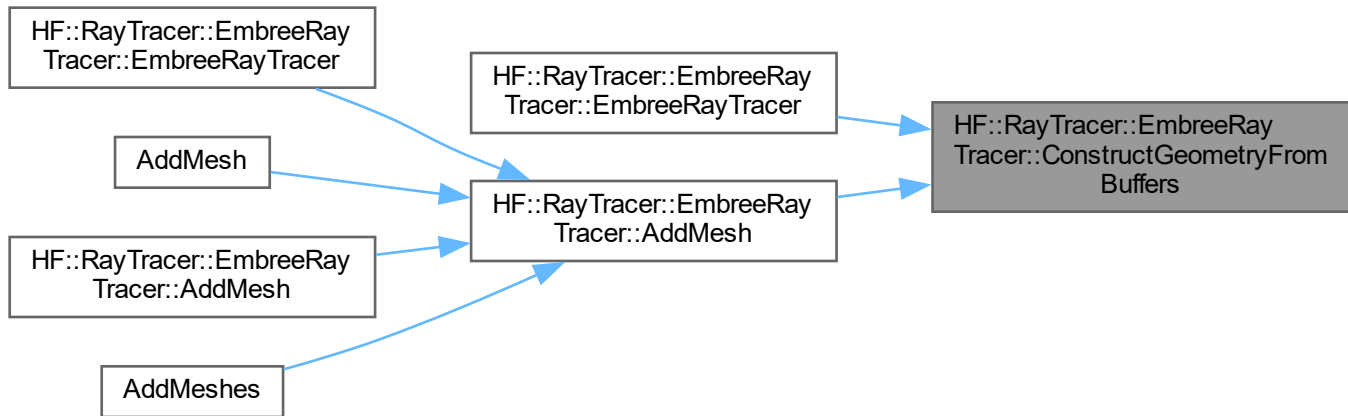 HF::RayTracer::EmbreeRay
Tracer::EmbreeRayTracer
AddMesh
HF::RayTracer::EmbreeRay
Tracer::AddMesh
AddMeshes
HF::RayTracer::EmbreeRay
Tracer::EmbreeRayTracer
HF::RayTracer::EmbreeRay
Tracer::AddMesh
HF::RayTracer::EmbreeRay
Tracer::ConstructGeometryFrom
Buffers